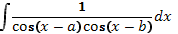 ∫ 1/(cos(x − a)cos(x − b)) dx